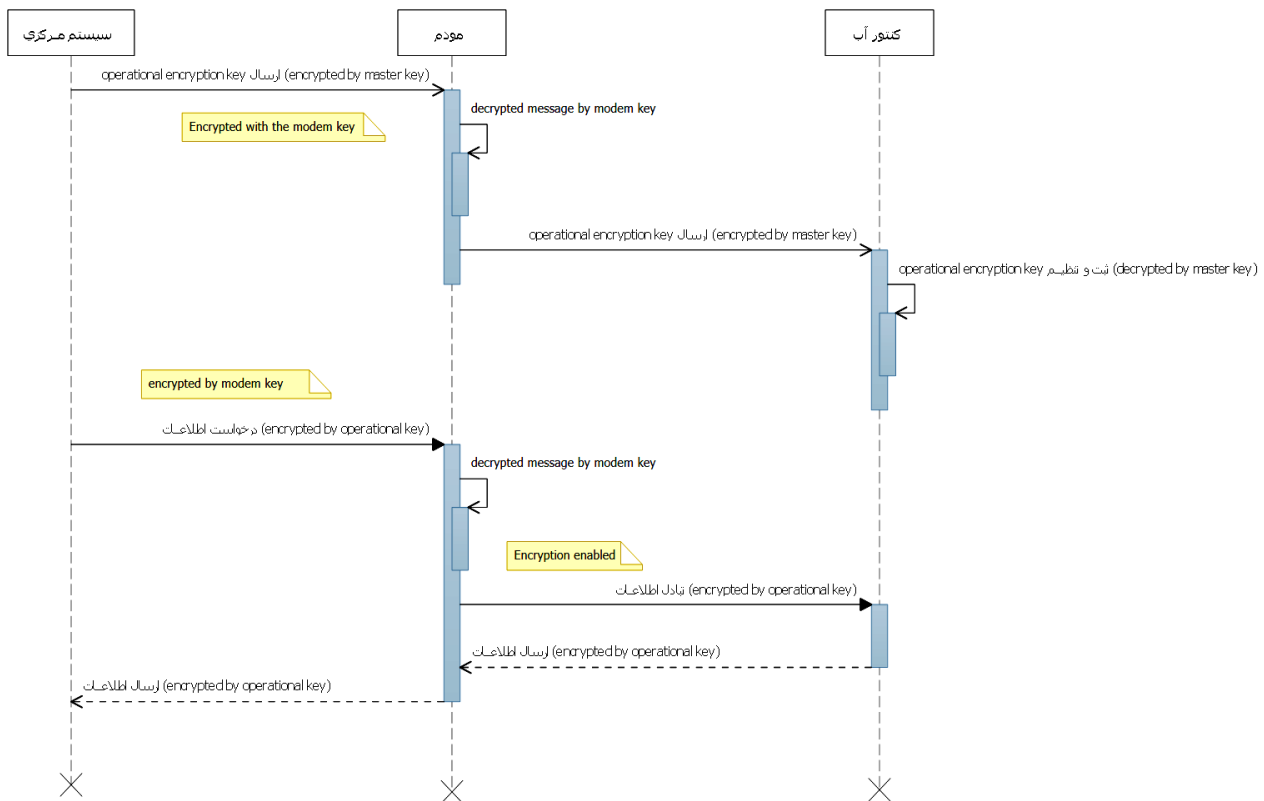 سیستم مرکزی
مودم
کنتور آب
ارسال operational encryption key (encrypted by master key)
decrypted message by modem key
Encrypted with the modem key
ارسال operational encryption key (encrypted by master key)
ثبت و تنظیم operational encryption key (decrypted by master key)
encrypted by modem key
درخواست اطلاعات (encrypted by operational key)
decrypted message by modem key
Encryption enabled
تبادل اطلاعات (encrypted by operational key)
ارسال اطلاعات (encrypted by operational key)
ارسال اطلاعات (encrypted by operational key)